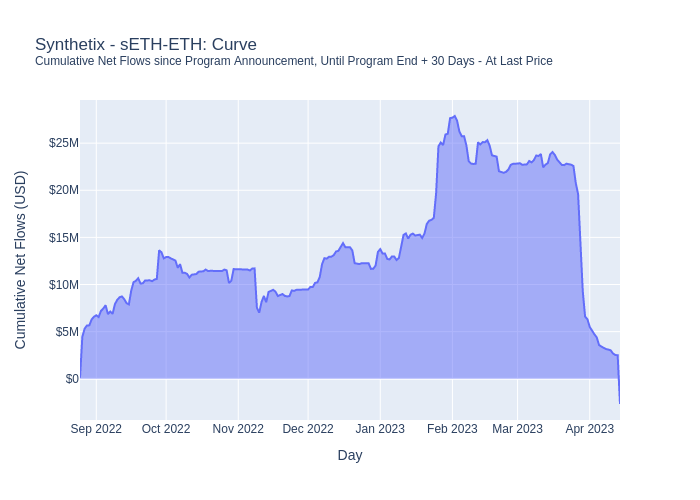 Synthetix - sETH-ETH: Curve
Cumulative Net Flows since Program Announcement, Until Program End + 30 Days - At Last Price
Cumulative Net Flows (USD)
$25M
$20M
$15M
$10M
$5M
$0
Sep 2022 Oct 2022 Nov 2022 Dec 2022 Jan 2023 Feb 2023 Mar 2023 Apr 2023
Day